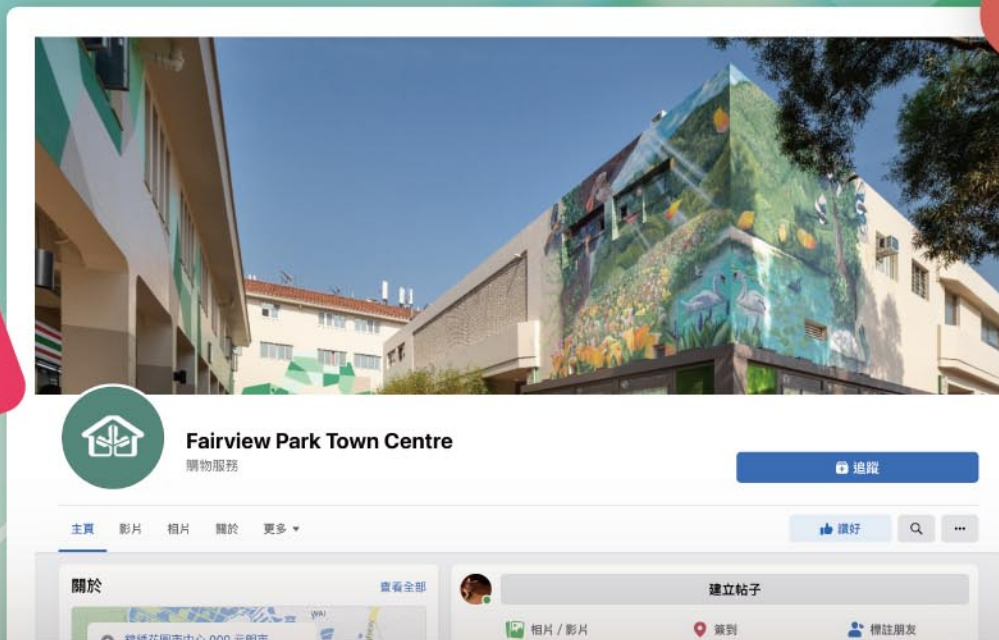 Fairview Park Town Centre
購物服務
追蹤
主頁 影片 相片 關於 更多
讚好
關於
查看全部
建立帖子
WAI
相片 / 影片 簽到 標註朋友